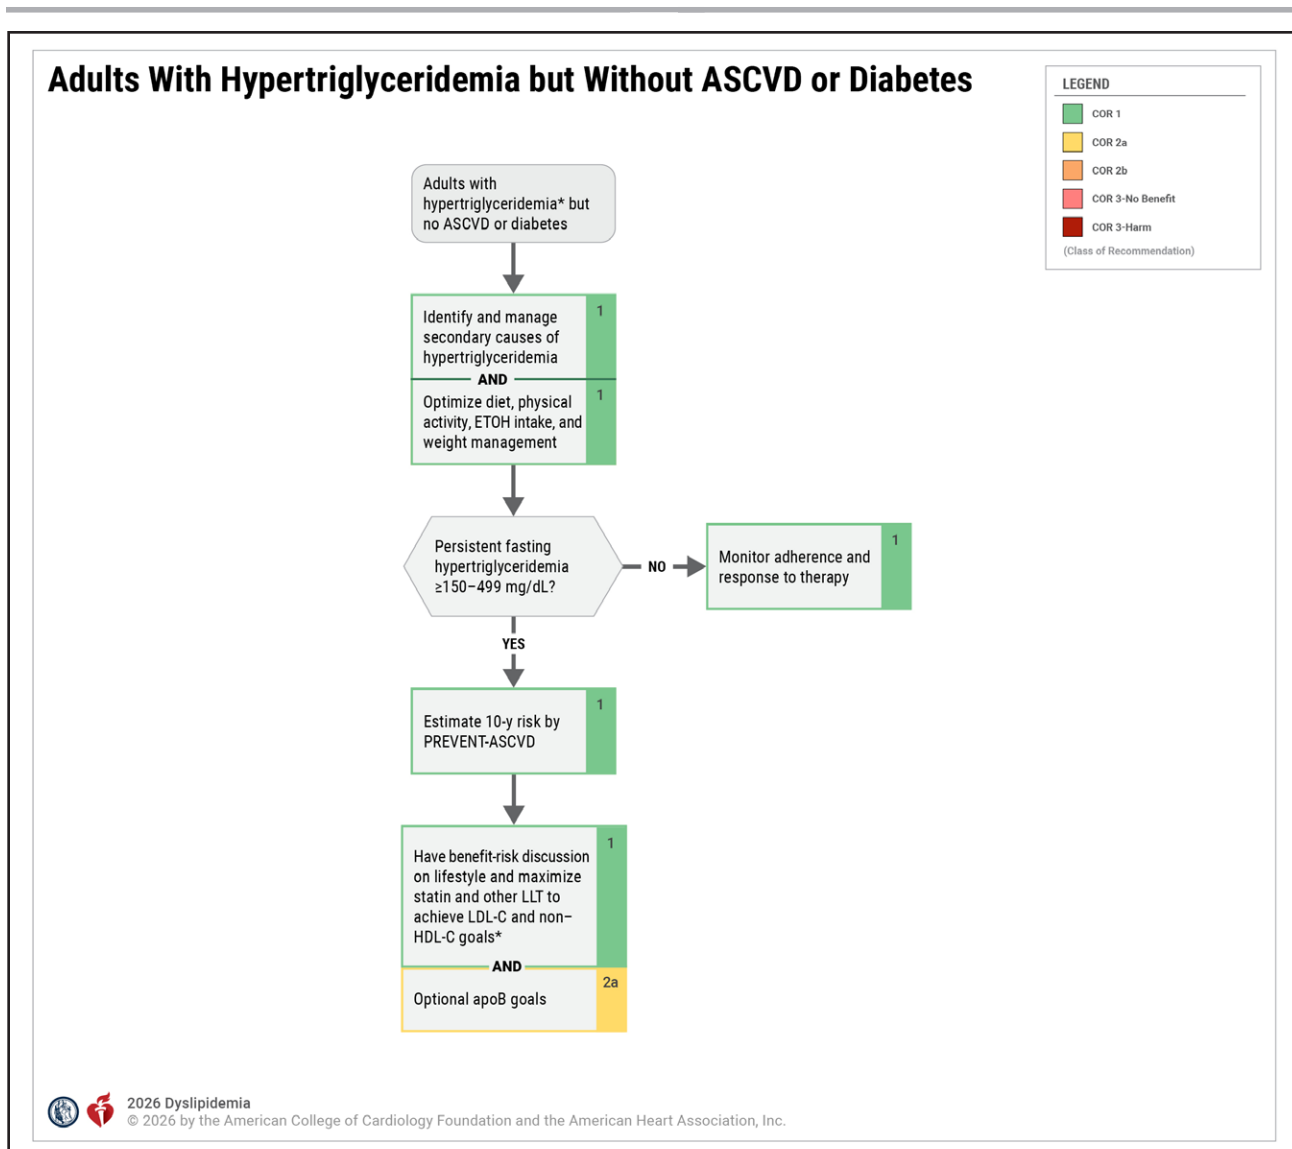 Adults With Hypertriglyceridemia but Without ASCVD or Diabetes
LEGEND
COR 1
COR 2a
COR 2b
COR 3-No Benefit
COR 3-Harm
(Class of Recommendation)
Adults with
hypertriglyceridemia* but
no ASCVD or diabetes
Identify and manage
secondary causes of
hypertriglyceridemia
1
AND
Optimize diet, physical
activity, ETOH intake, and
weight management
1
Persistent fasting
hypertriglyceridemia
≥150–499 mg/dL?
NO
Monitor adherence and
response to therapy
1
YES
Estimate 10-y risk by
PREVENT-ASCVD
1
Have benefit-risk discussion
on lifestyle and maximize
statin and other LLT to
achieve LDL-C and non–
HDL-C goals*
1
AND
Optional apoB goals
2a
2026 Dyslipidemia
© 2026 by the American College of Cardiology Foundation and the American Heart Association, Inc.